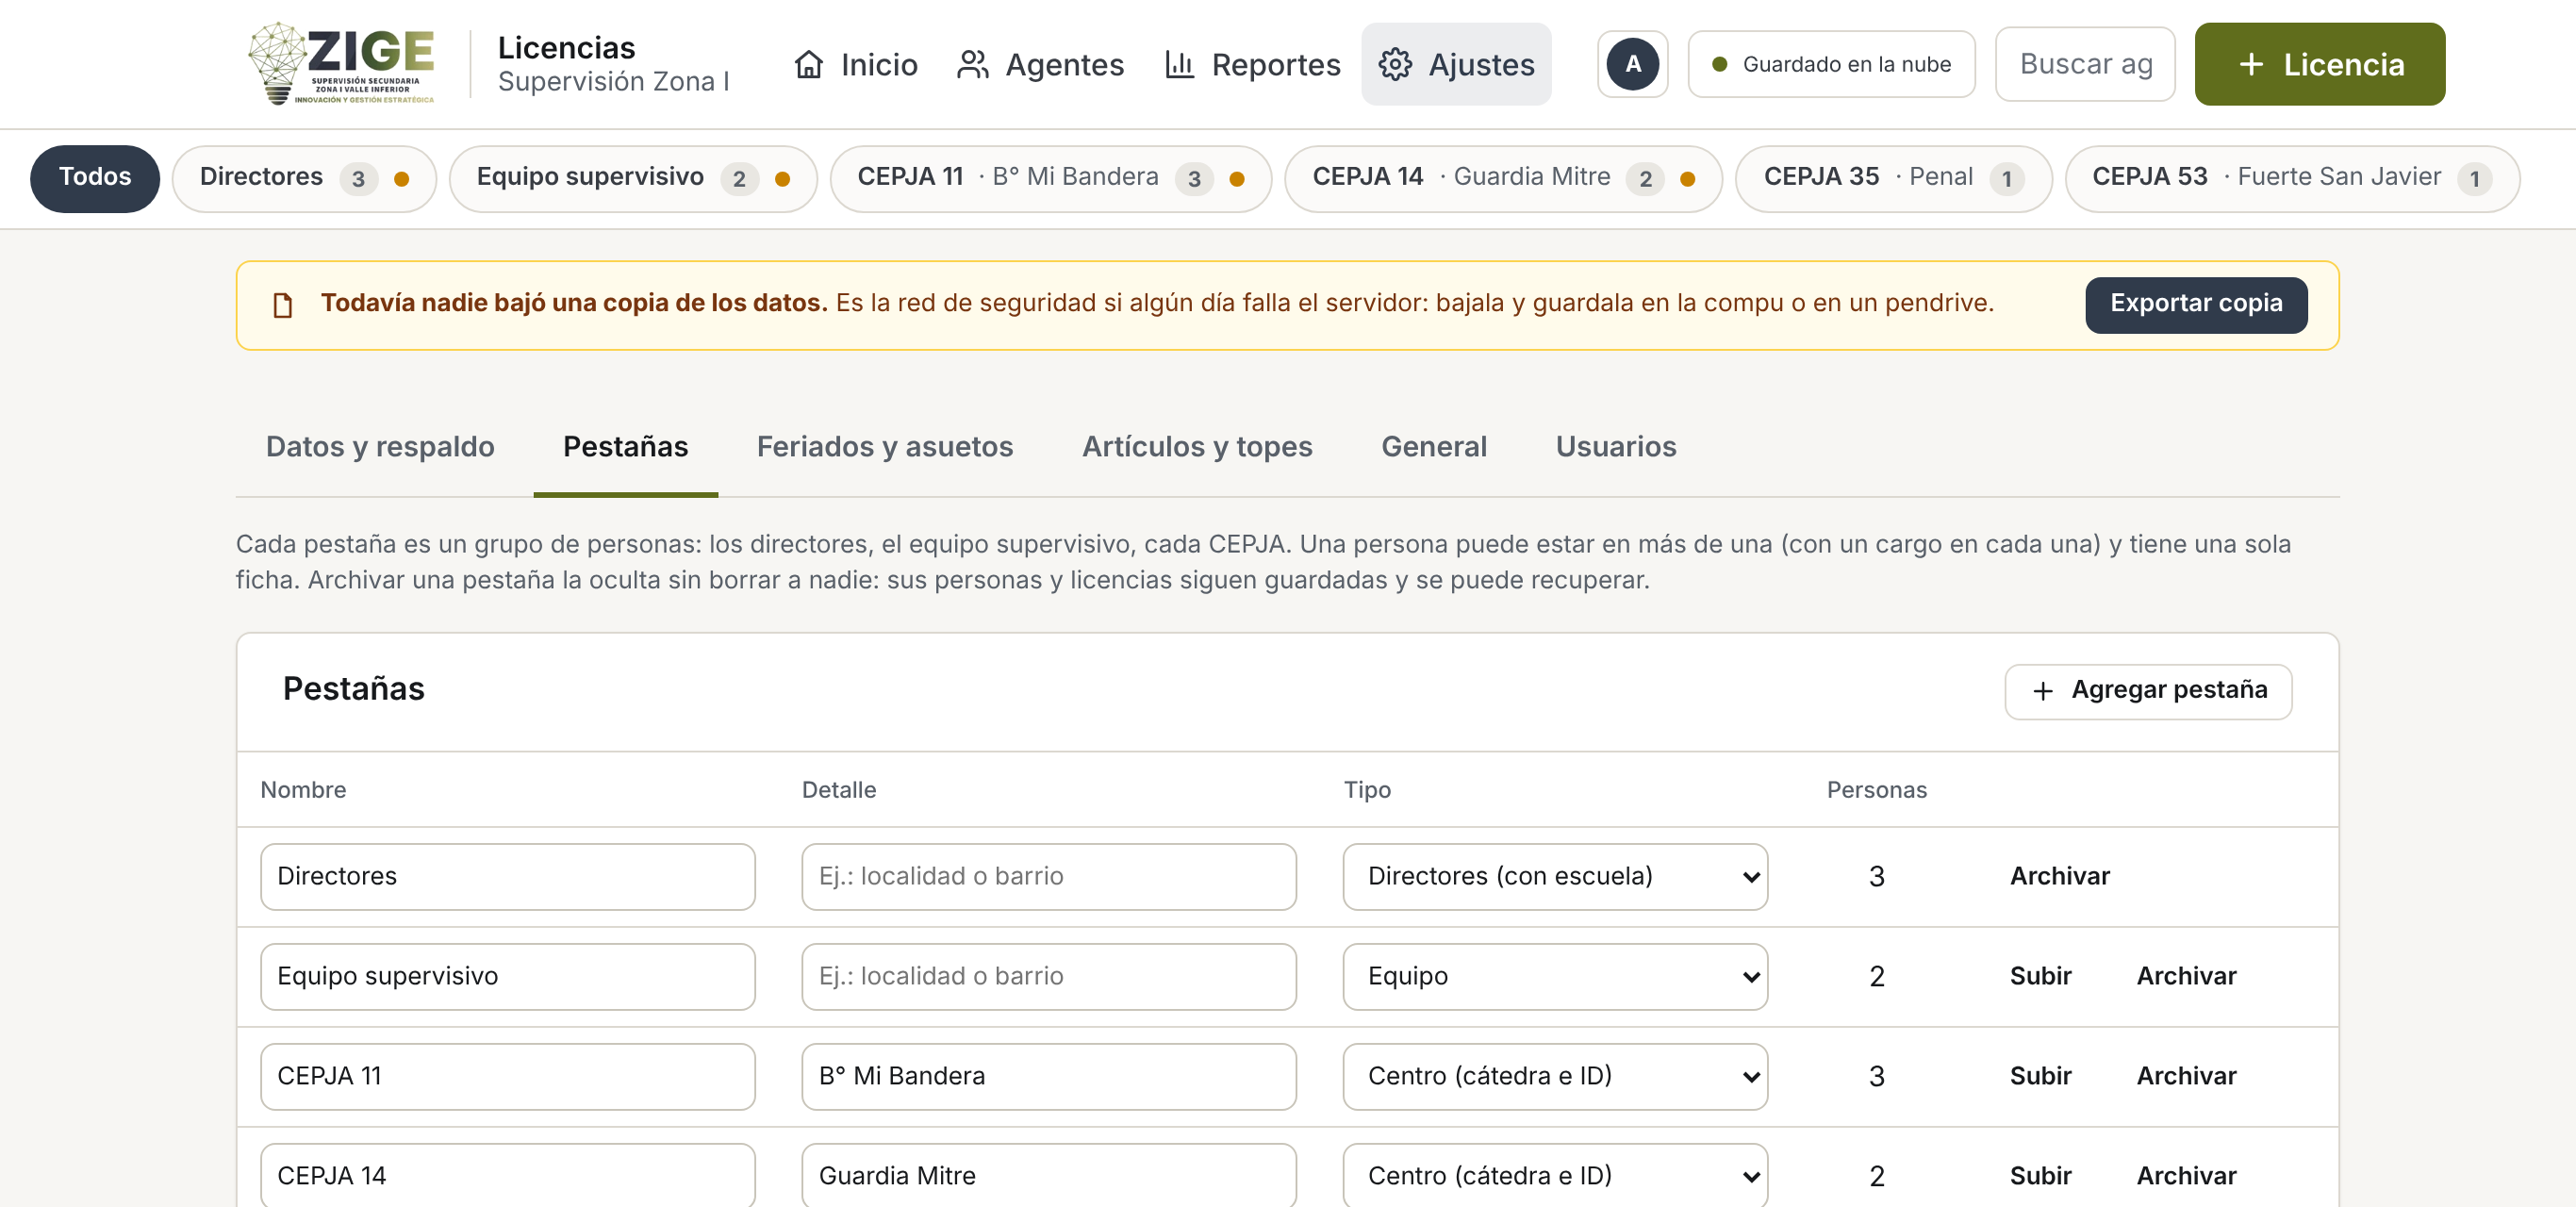 ZIGE
SUPERVISIÓN SECUNDARIA
ZONA I VALLE INFERIOR
INNOVACIÓN Y GESTIÓN ESTRATÉGICA
Licencias
Supervisión Zona I
Inicio
Agentes
Reportes
Ajustes
A
Guardado en la nube
Buscar ag
+ Licencia
Todos
Directores 3
Equipo supervisivo 2
CEPJA 11 · B° Mi Bandera 3
CEPJA 14 · Guardia Mitre 2
CEPJA 35 · Penal 1
CEPJA 53 · Fuerte San Javier 1
Todavía nadie bajó una copia de los datos. Es la red de seguridad si algún día falla el servidor: bajala y guardala en la compu o en un pendrive.
Exportar copia
Datos y respaldo
Pestañas
Feriados y asuetos
Artículos y topes
General
Usuarios
Cada pestaña es un grupo de personas: los directores, el equipo supervisivo, cada CEPJA. Una persona puede estar en más de una (con un cargo en cada una) y tiene una sola
ficha. Archivar una pestaña la oculta sin borrar a nadie: sus personas y licencias siguen guardadas y se puede recuperar.
Pestañas
+ Agregar pestaña
Nombre Detalle Tipo Personas
Directores Ej.: localidad o barrio Directores (con escuela) 3 Archivar
Equipo supervisivo Ej.: localidad o barrio Equipo 2 Subir Archivar
CEPJA 11 B° Mi Bandera Centro (cátedra e ID) 3 Subir Archivar
CEPJA 14 Guardia Mitre Centro (cátedra e ID) 2 Subir Archivar